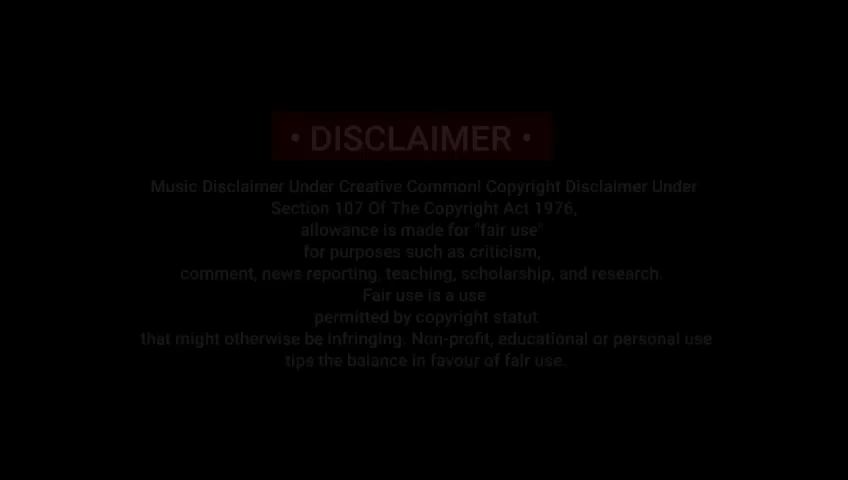 • DISCLAIMER •
Music Disclaimer Under Creative Commonl Copyright Disclaimer Under
Section 107 Of The Copyright Act 1976,
allowance is made for "fair use"
for purposes such as criticism,
comment, news reporting, teaching, scholarship, and research.
Fair use is a use
permitted by copyright statut
that might otherwise be infringing. Non-profit, educational or personal use
tips the balance in favour of fair use.